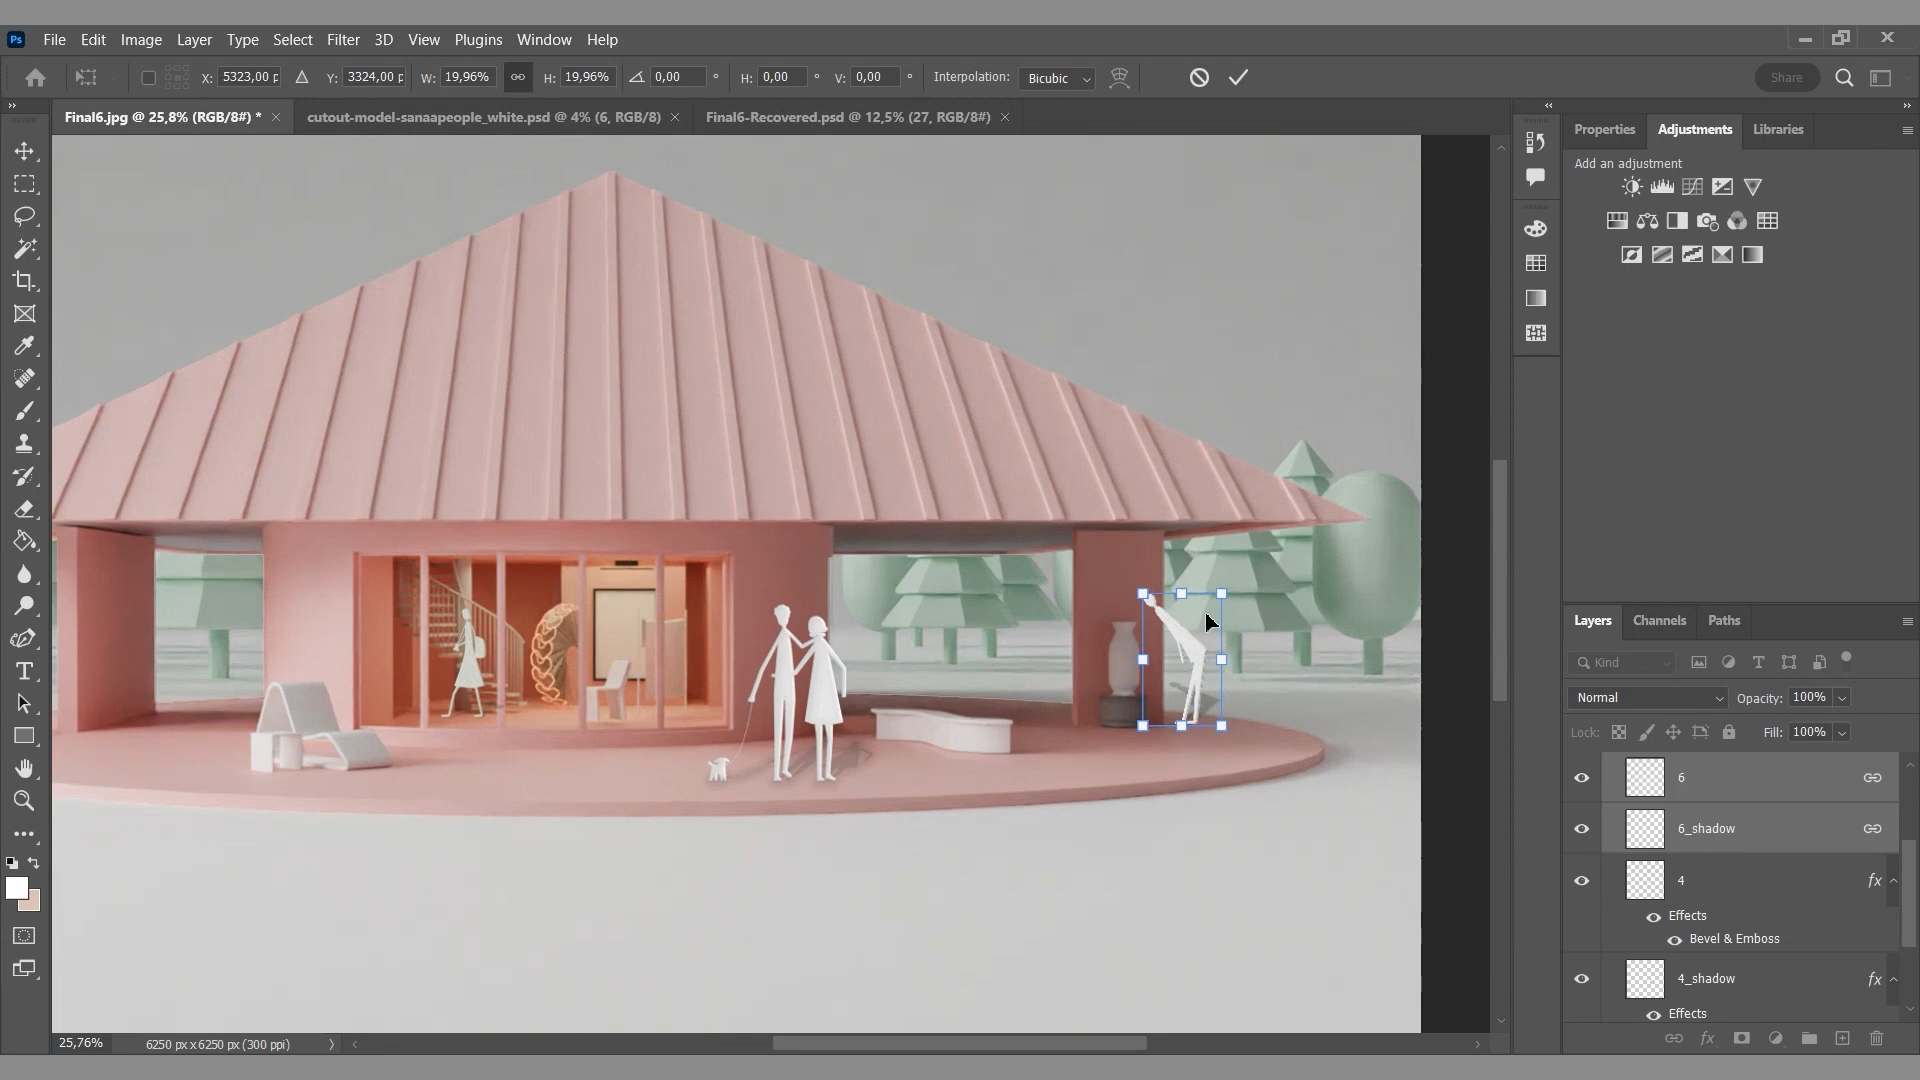 Ps File Edit Image Layer Type Select Filter 3D View Plugins Window Help
X: 5323,00 p Y: 3324,00 p W: 19,96% H: 19,96% 0,00 ° H: 0,00 ° V: 0,00 ° Interpolation: Bicubic Share
Final6.jpg @ 25,8% (RGB/8#) * cutout-model-sanaapeople_white.psd @ 4% (6, RGB/8) Final6-Recovered.psd @ 12,5% (27, RGB/8#)
Properties Adjustments Libraries
Add an adjustment
Layers Channels Paths
Kind
Normal Opacity: 100%
Lock: Fill: 100%
6
6_shadow
4 fx
Effects
Bevel & Emboss
4_shadow fx
Effects
25,76% 6250 px x 6250 px (300 ppi)
fx